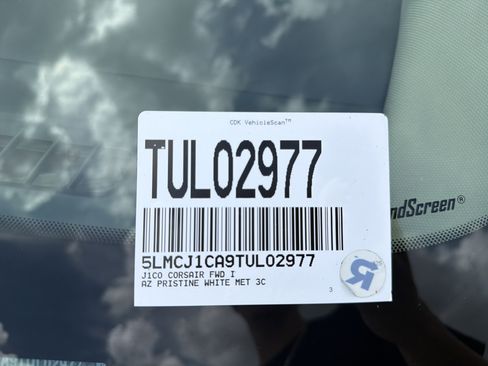 CDK VehicleScan™
TUL02977
ndScreen®
5LMCJ1CA9TUL02977
J1C0 CORSAIR FWD I
AZ PRISTINE WHITE MET 3C
3